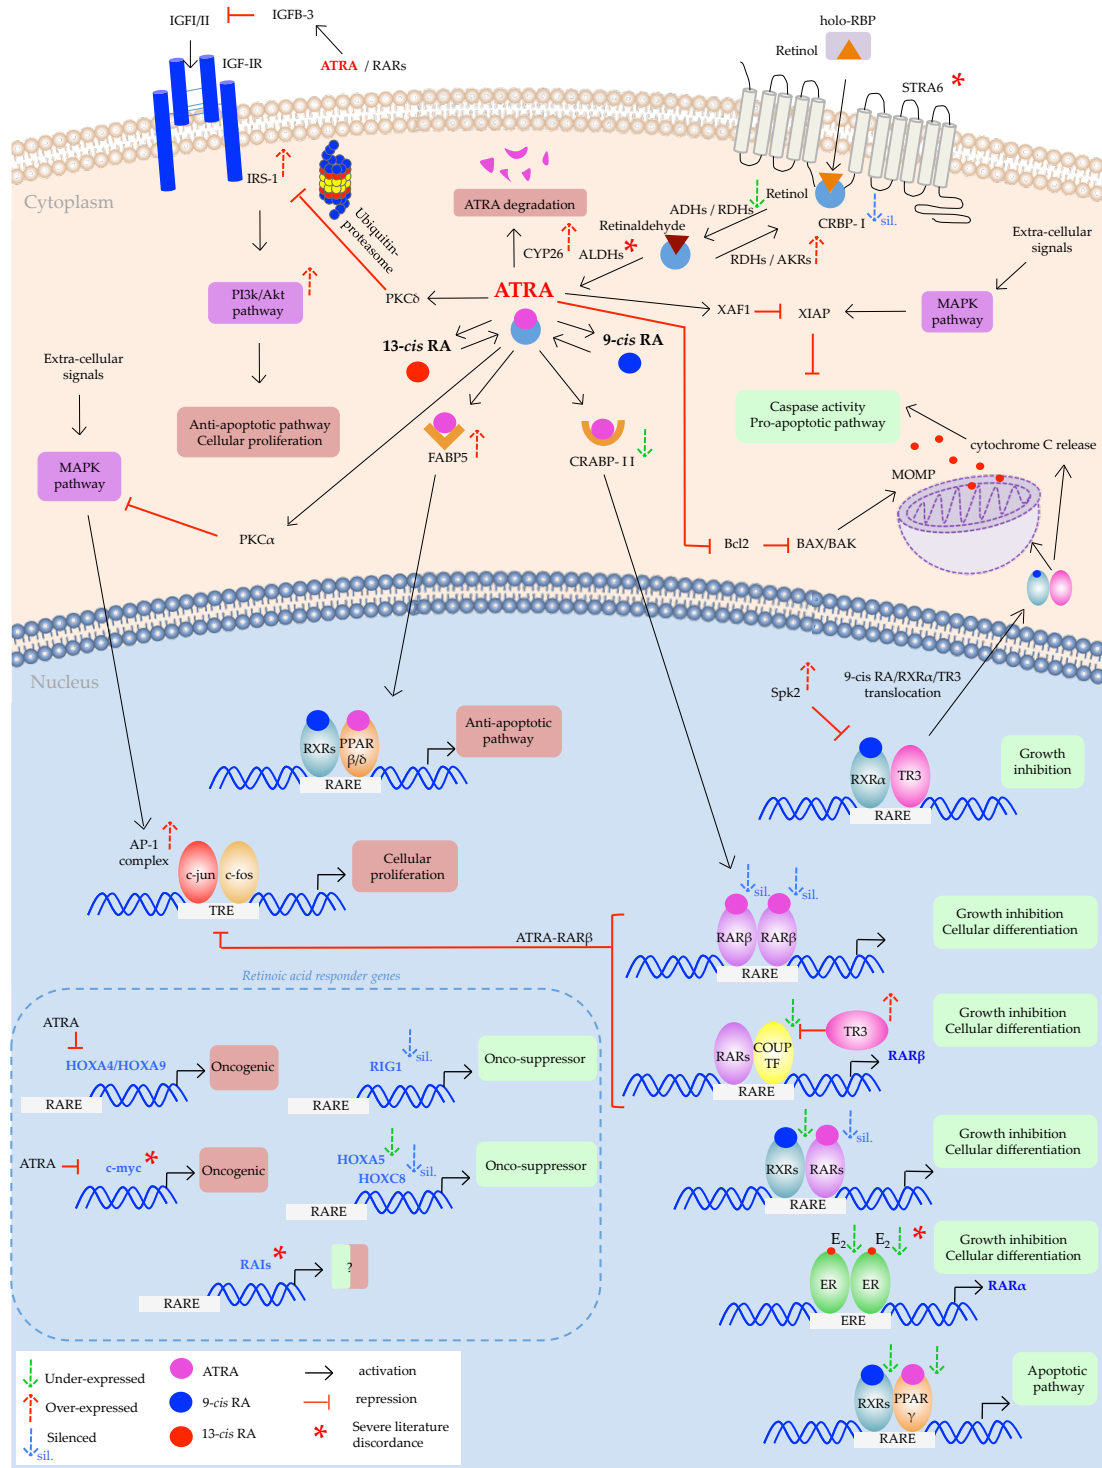 holo-RBP
IGFI/II
IGFB-3
Retinol
IGF-IR
ATRA / RARs
STRA6 *
Cytoplasm
IRS-1
Ubiquitin-
proteasome
ATRA degradation
CYP26
ALDHs *
Retinaldehyde
ADHs / RDHs
Retinol
CRBP- I
sil.
RDHs / AKRs
Extra-cellular
signals
PI3k/Akt
pathway
PKCδ
ATRA
XAF1
XIAP
MAPK
pathway
13-cis RA
9-cis RA
Extra-cellular
signals
Anti-apoptotic pathway
Cellular proliferation
Caspase activity
Pro-apoptotic pathway
FABP5
CRABP- I I
cytochrome C release
MOMP
MAPK
pathway
PKCα
Bcl2
BAX/BAK
Nucleus
Spk2
9-cis RA/RXRα/TR3
translocation
RXRs
PPAR
β/δ
RARE
Anti-apoptotic
pathway
RXRα
TR3
RARE
Growth
inhibition
AP-1
complex
c-jun
c-fos
TRE
Cellular
proliferation
sil.
sil.
RARβ
RARβ
RARE
Growth inhibition
Cellular differentiation
ATRA-RARβ
Retinoic acid responder genes
ATRA
HOXA4/HOXA9
RARE
Oncogenic
RIG1
sil.
RARE
Onco-suppressor
RARs
COUP
TF
TR3
RARβ
RARE
Growth inhibition
Cellular differentiation
ATRA
c-myc *
Oncogenic
HOXA5
HOXC8
sil.
RARE
Onco-suppressor
RXRs
RARs
sil.
RARE
Growth inhibition
Cellular differentiation
RAIs *
RARE
?
E2
E2
*
ER
ER
ERE
RARα
Growth inhibition
Cellular differentiation
RXRs
PPAR
γ
RARE
Apoptotic
pathway
Under-expressed
Over-expressed
Silenced
sil.
ATRA
9-cis RA
13-cis RA
activation
repression
* Severe literature
discordance